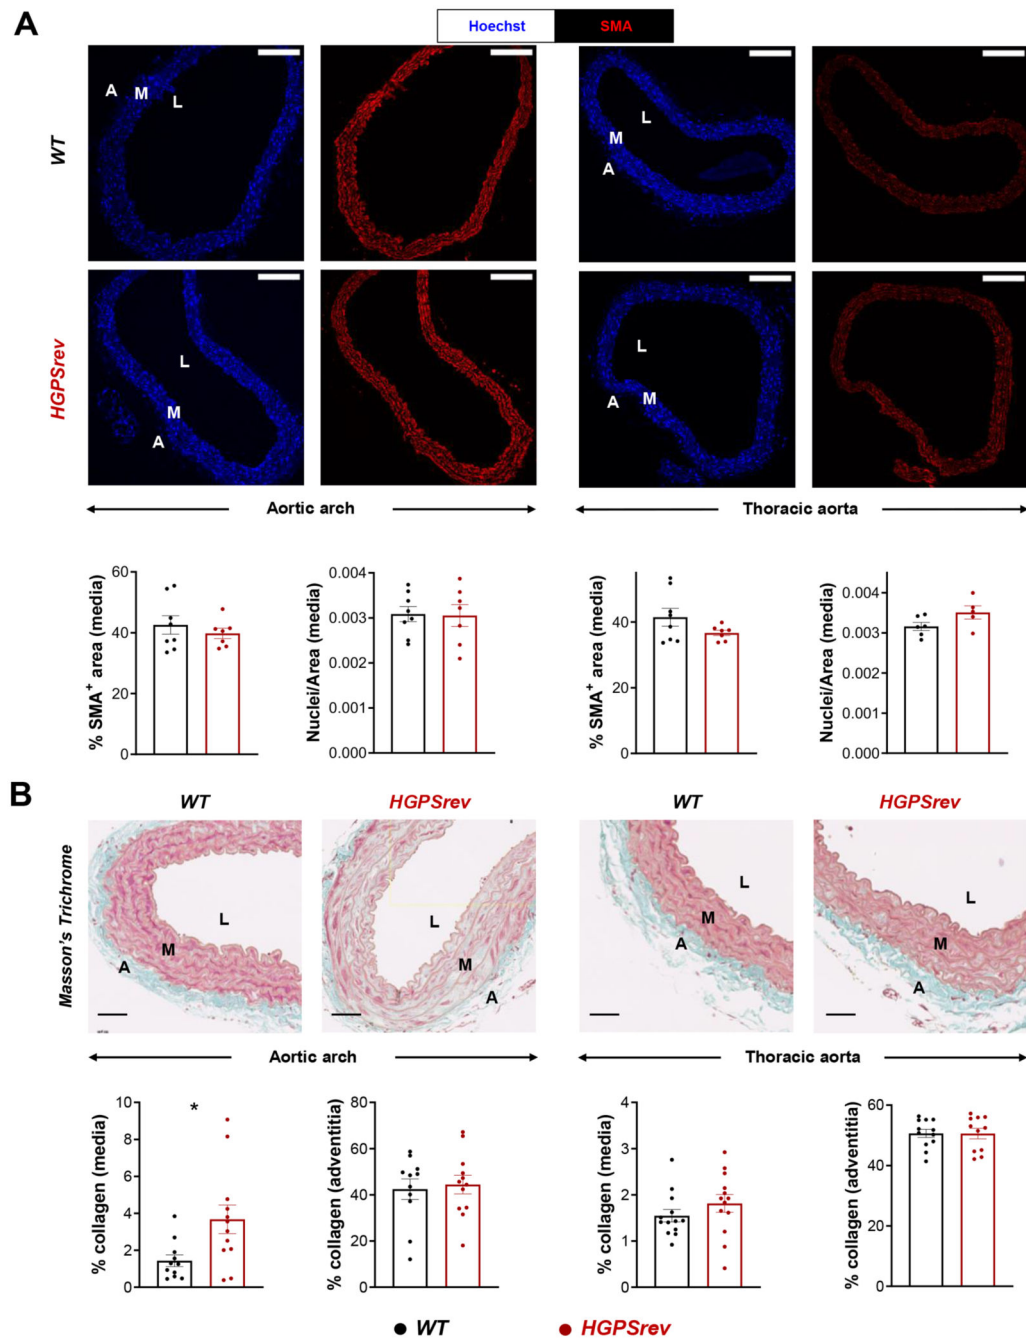 A
Hoechst SMA
WT
A M L
L
M
A
HGPSrev
L
M
A
L
A M
Aortic arch
Thoracic aorta
% SMA+ area (media)
60
40
20
0
Nuclei/Area (media)
0.004
0.003
0.002
0.001
0.000
% SMA+ area (media)
40
20
0
Nuclei/Area (media)
0.004
0.003
0.002
0.001
0.000
B
WT HGPSrev WT HGPSrev
Masson's Trichrome
L
M
A
L
M
A
L
M
A
L
M
A
Aortic arch
Thoracic aorta
% collagen (media)
10
8
6
4
2
0
*
% collagen (adventitia)
80
60
40
20
0
% collagen (media)
4
3
2
1
0
% collagen (adventitia)
60
40
20
0
WT HGPSrev